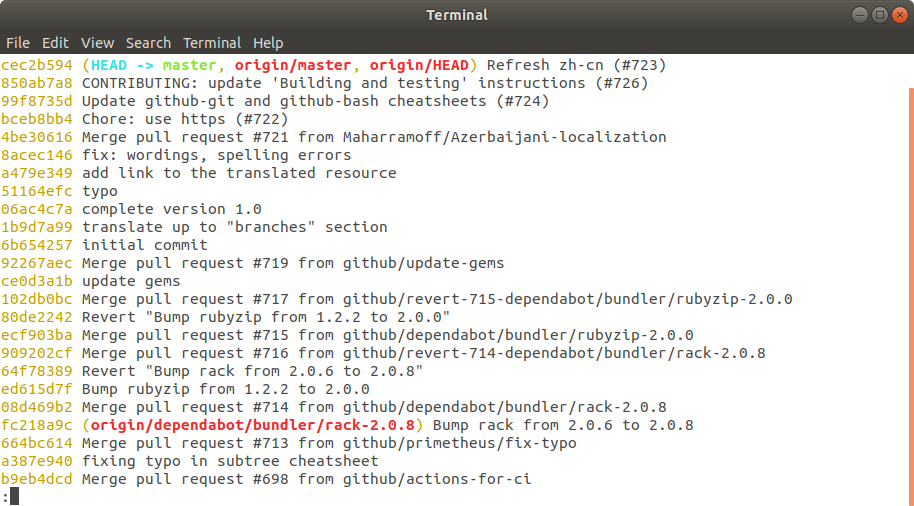 Terminal
File Edit View Search Terminal Help
cec2b594 (HEAD -> master, origin/master, origin/HEAD) Refresh zh-cn (#723)
850ab7a8 CONTRIBUTING: update 'Building and testing' instructions (#726)
99f8735d Update github-git and github-bash cheatsheets (#724)
bceb8bb4 Chore: use https (#722)
4be30616 Merge pull request #721 from Maharramoff/Azerbaijani-localization
8acec146 fix: wordings, spelling errors
a479e349 add link to the translated resource
51164efc typo
06ac4c7a complete version 1.0
1b9d7a99 translate up to "branches" section
6b654257 initial commit
92267aec Merge pull request #719 from github/update-gems
ce0d3a1b update gems
102db0bc Merge pull request #717 from github/revert-715-dependabot/bundler/rubyzip-2.0.0
80de2242 Revert "Bump rubyzip from 1.2.2 to 2.0.0"
ecf903ba Merge pull request #715 from github/dependabot/bundler/rubyzip-2.0.0
909202cf Merge pull request #716 from github/revert-714-dependabot/bundler/rack-2.0.8
64f78389 Revert "Bump rack from 2.0.6 to 2.0.8"
ed615d7f Bump rubyzip from 1.2.2 to 2.0.0
08d469b2 Merge pull request #714 from github/dependabot/bundler/rack-2.0.8
fc218a9c (origin/dependabot/bundler/rack-2.0.8) Bump rack from 2.0.6 to 2.0.8
664bc614 Merge pull request #713 from github/primetheus/fix-typo
a387e940 fixing typo in subtree cheatsheet
b9eb4dcd Merge pull request #698 from github/actions-for-ci
: